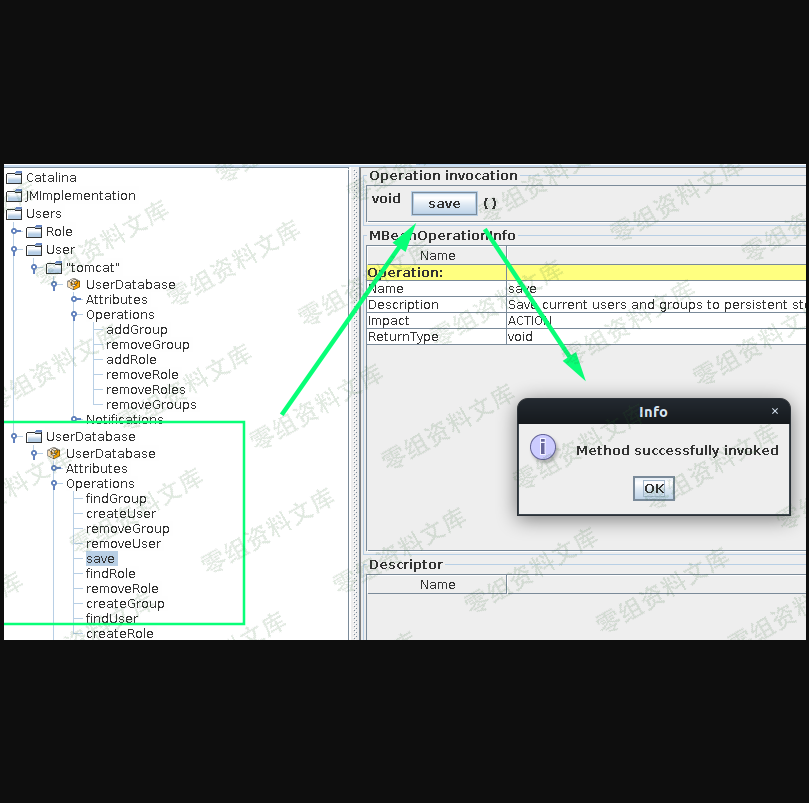 Catalina
JMImplementation
Users
Role
User
"tomcat"
UserDatabase
Attributes
Operations
addGroup
removeGroup
addRole
removeRole
removeRoles
removeGroups
Notifications
UserDatabase
UserDatabase
Attributes
Operations
findGroup
createUser
removeGroup
removeUser
save
findRole
removeRole
createGroup
findUser
createRole
Operation invocation
void save ( )
MBeanOperationInfo
Name
Operation:
Name save
Description Save current users and groups to persistent
Impact ACTION
ReturnType void
Info ×
Method successfully invoked
OK
Descriptor
Name
零组资料文库